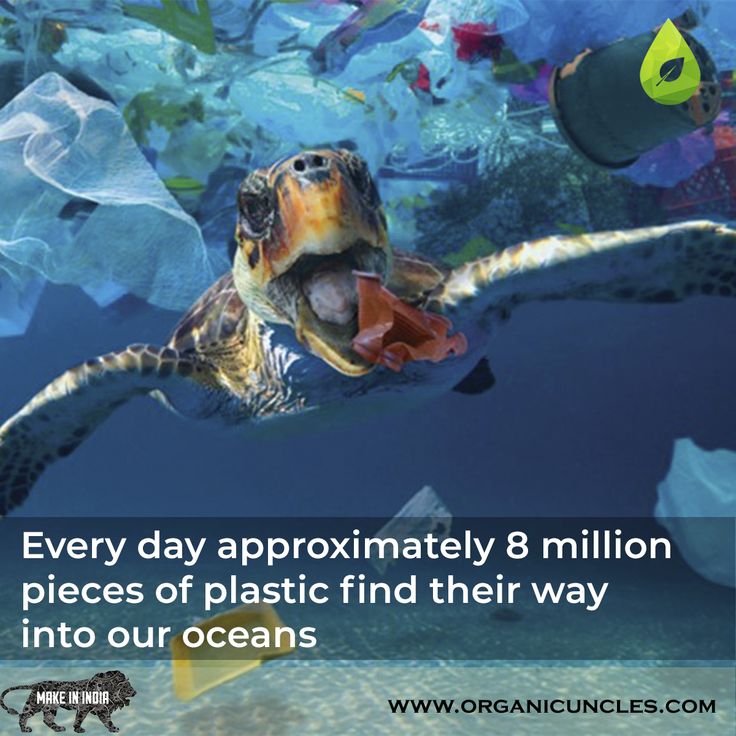 Every day approximately 8 million
pieces of plastic find their way
into our oceans
MAKE IN INDIA
WWW.ORGANICUNCLES.COM